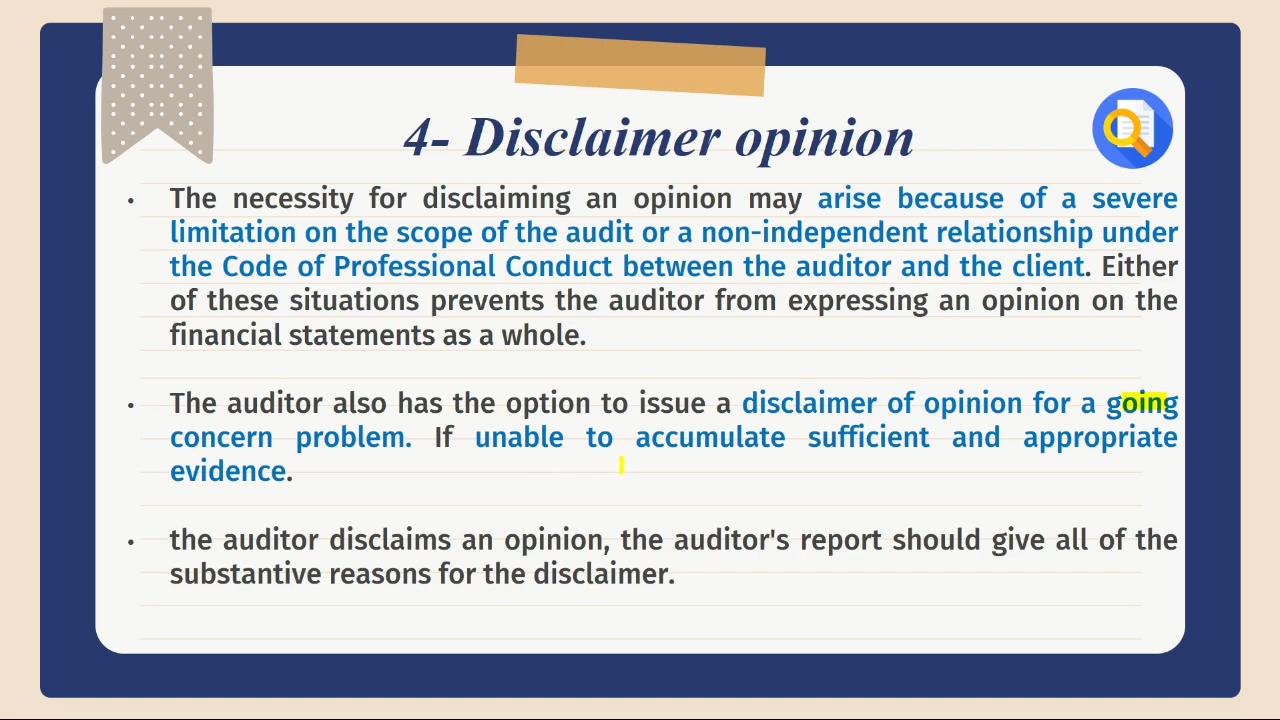 4- Disclaimer opinion
• The necessity for disclaiming an opinion may arise because of a severe
limitation on the scope of the audit or a non-independent relationship under
the Code of Professional Conduct between the auditor and the client. Either
of these situations prevents the auditor from expressing an opinion on the
financial statements as a whole.
• The auditor also has the option to issue a disclaimer of opinion for a going
concern problem. If unable to accumulate sufficient and appropriate
evidence.
• the auditor disclaims an opinion, the auditor's report should give all of the
substantive reasons for the disclaimer.